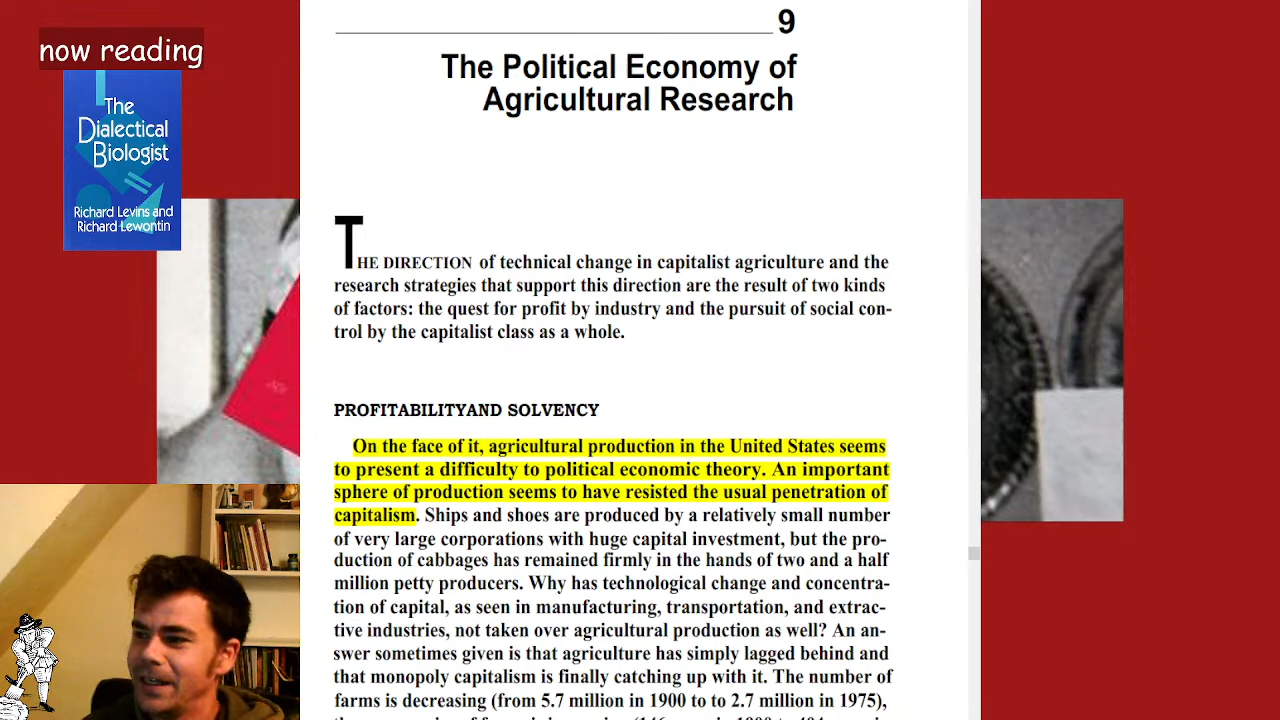 now reading
The
Dialectical
Biologist
Richard Levins and
Richard Lewontin
9
The Political Economy of
Agricultural Research
THE DIRECTION of technical change in capitalist agriculture and the
research strategies that support this direction are the result of two kinds
of factors: the quest for profit by industry and the pursuit of social con-
trol by the capitalist class as a whole.
PROFITABILITYAND SOLVENCY
On the face of it, agricultural production in the United States seems
to present a difficulty to political economic theory. An important
sphere of production seems to have resisted the usual penetration of
capitalism. Ships and shoes are produced by a relatively small number
of very large corporations with huge capital investment, but the pro-
duction of cabbages has remained firmly in the hands of two and a half
million petty producers. Why has technological change and concentra-
tion of capital, as seen in manufacturing, transportation, and extrac-
tive industries, not taken over agricultural production as well? An an-
swer sometimes given is that agriculture has simply lagged behind and
that monopoly capitalism is finally catching up with it. The number of
farms is decreasing (from 5.7 million in 1900 to to 2.7 million in 1975),